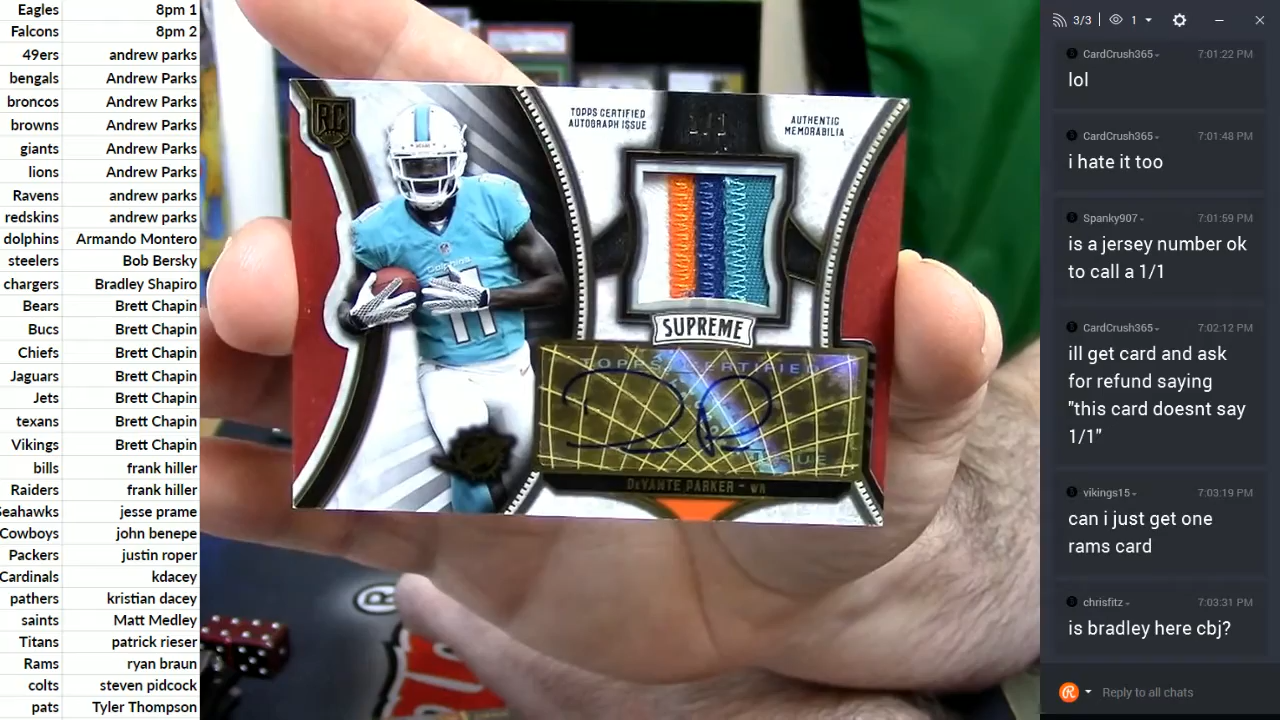 Eagles 8pm 1
Falcons 8pm 2
49ers andrew parks
bengals Andrew Parks
broncos Andrew Parks
browns Andrew Parks
giants Andrew Parks
lions Andrew Parks
Ravens andrew parks
redskins andrew parks
dolphins Armando Montero
steelers Bob Bersky
chargers Bradley Shapiro
Bears Brett Chapin
Bucs Brett Chapin
Chiefs Brett Chapin
Jaguars Brett Chapin
Jets Brett Chapin
texans Brett Chapin
Vikings Brett Chapin
bills frank hiller
Raiders frank hiller
Seahawks jesse prame
Cowboys john benepe
Packers justin roper
Cardinals kdacey
pathers kristian dacey
saints Matt Medley
Titans patrick rieser
Rams ryan braun
colts steven pidcock
pats Tyler Thompson
RC
TOPPS CERTIFIED
AUTOGRAPH ISSUE
1/1
AUTHENTIC
MEMORABILIA
Dolphins
11
SUPREME
TOPPS CERTIFIED
ISSUE
DeVANTE PARKER - WR
3/3 1
CardCrush365 7:01:22 PM
lol
CardCrush365 7:01:48 PM
i hate it too
Spanky907 7:01:59 PM
is a jersey number ok
to call a 1/1
CardCrush365 7:02:12 PM
ill get card and ask
for refund saying
"this card doesnt say
1/1"
vikings15 7:03:19 PM
can i just get one
rams card
chrisfitz 7:03:31 PM
is bradley here cbj?
Reply to all chats